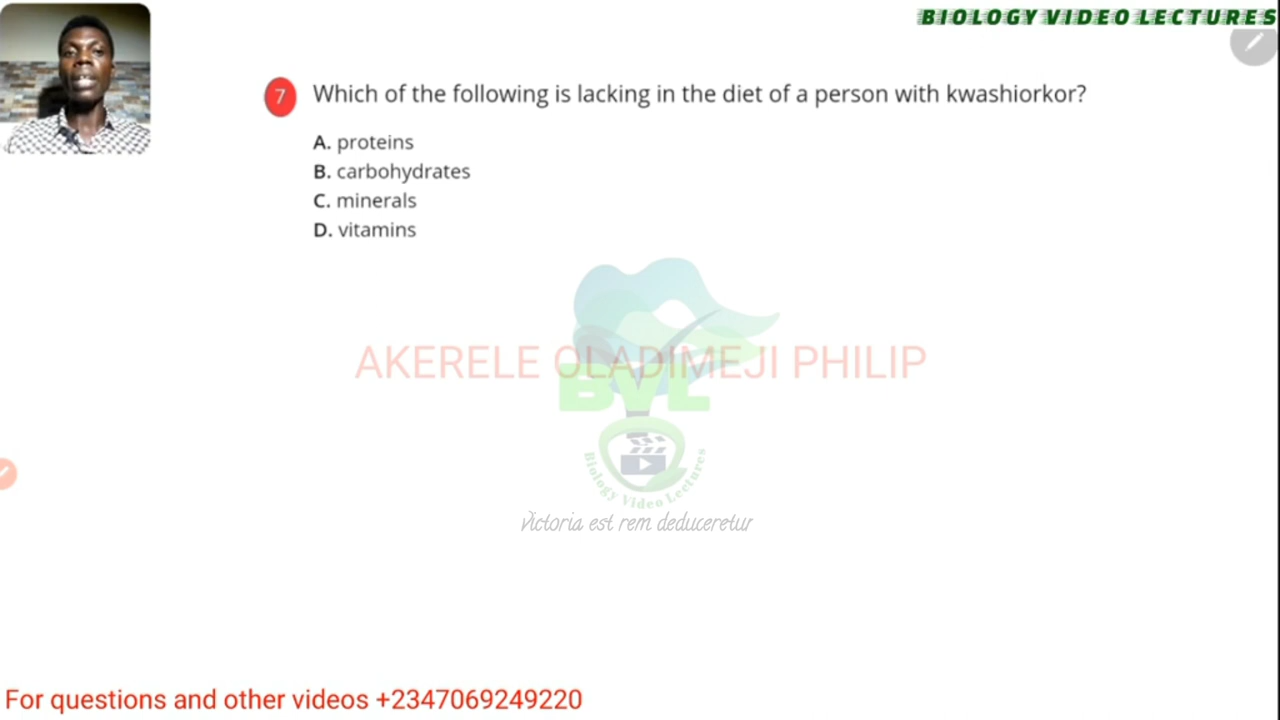 BIOLOGY VIDEO LECTURES
7 Which of the following is lacking in the diet of a person with kwashiorkor?
A. proteins
B. carbohydrates
C. minerals
D. vitamins
AKERELE OLADIMEJI PHILIP
BVL
Biology Video Lectures
Victoria est rem deduceretur
For questions and other videos +2347069249220